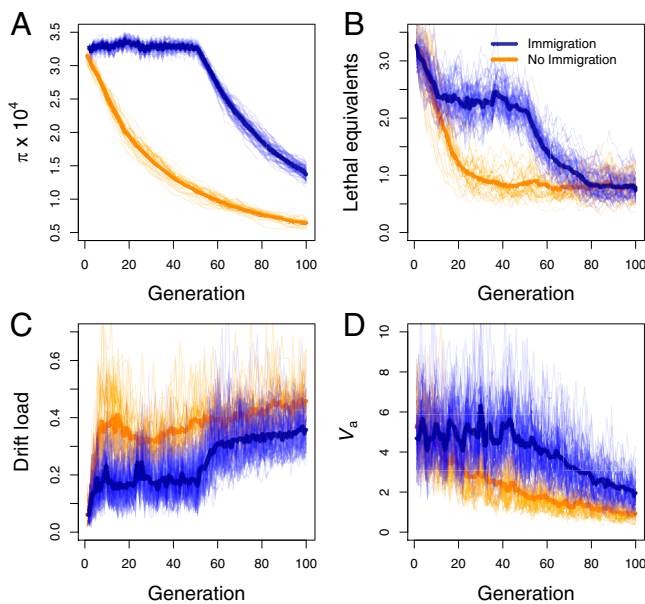 A
π x 10⁴
3.5
3.0
2.5
2.0
1.5
1.0
0.5
0 20 40 60 80 100
Generation
B
Immigration
No Immigration
Lethal equivalents
4.0
3.0
2.0
1.0
0.0
0 20 40 60 80 100
Generation
C
Drift load
0.6
0.4
0.2
0.0
0 20 40 60 80 100
Generation
D
Va
10
8
6
4
2
0
0 20 40 60 80 100
Generation